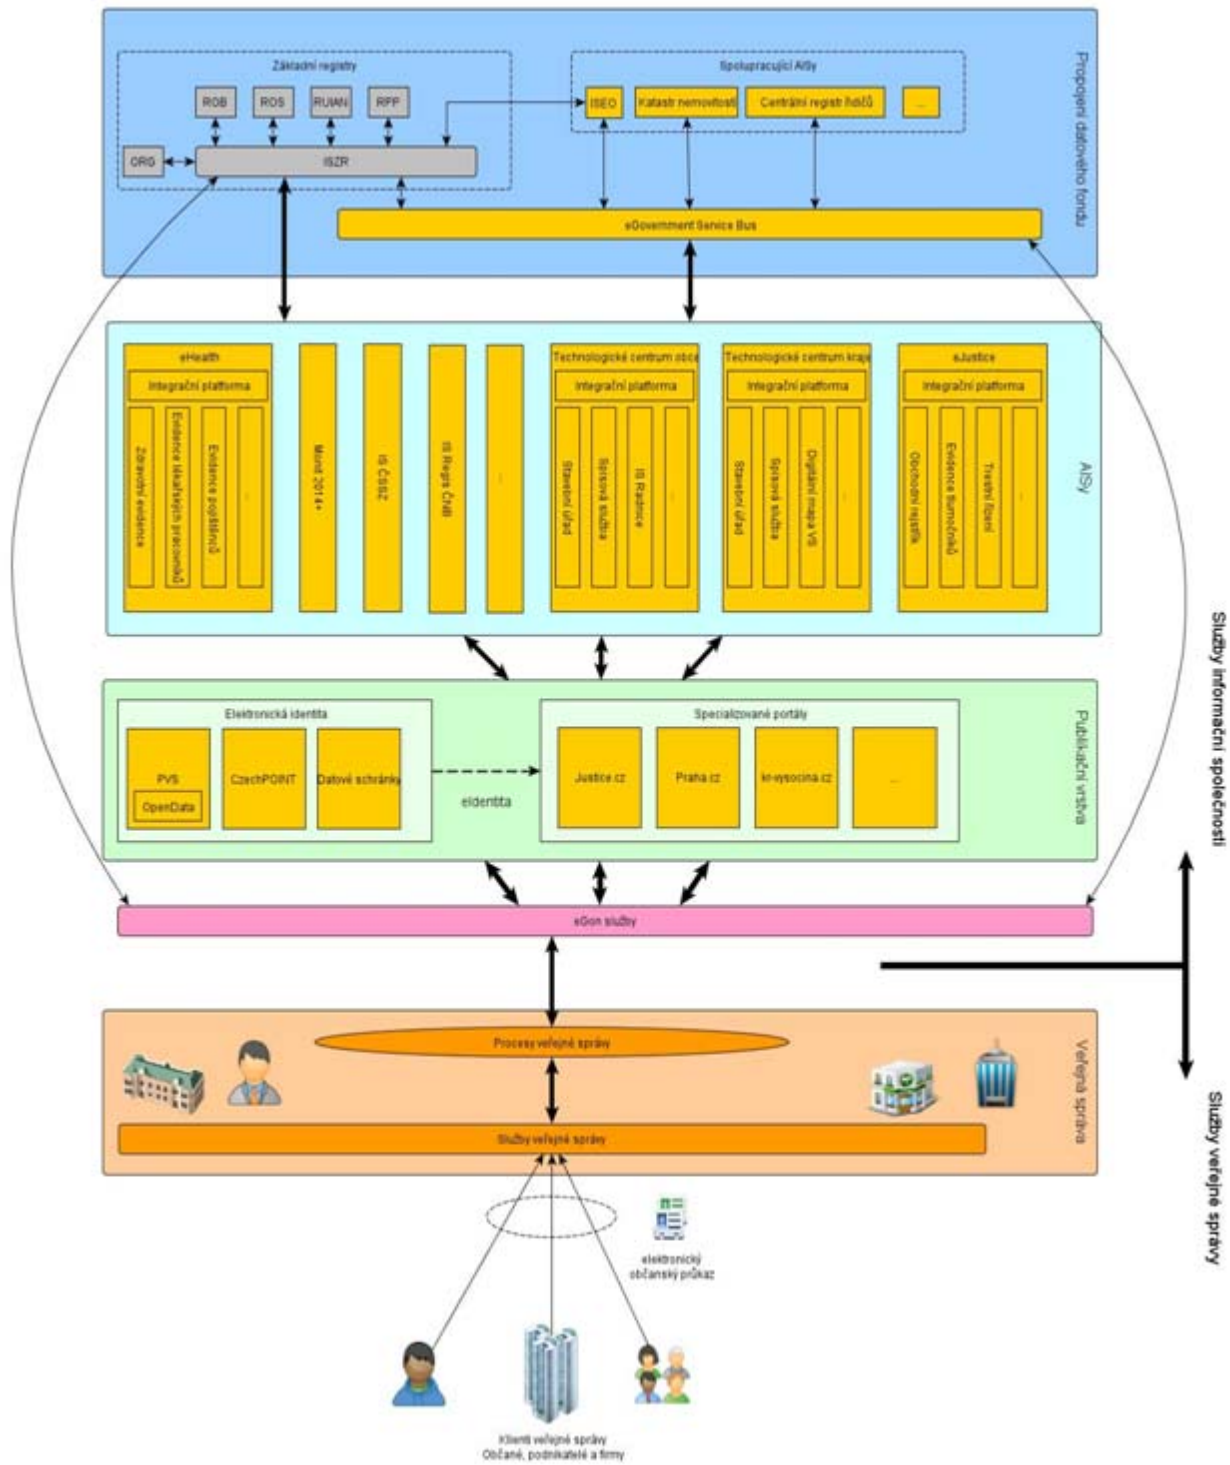 Propojení datového fondu
Základní registry
ROB
ROS
RUIAN
RPP
ORG
ISZR
Spolupracující AISy
ISEO
Katastr nemovitostí
Centrální registr řidičů
...
eGovernment Service Bus
AISy
eHealth
Integrační platforma
Zdravotní evidence
Evidence lékařských pracovníků
Evidence pojištěnců
...
Monit 2014+
IS ČSSZ
IS Regis ČNB
...
Technologické centrum obce
Integrační platforma
Stavební úřad
Spisová služba
IS Radnice
...
Technologické centrum kraje
Integrační platforma
Stavební úřad
Spisová služba
Digitální mapa VS
...
eJustice
Integrační platforma
Obchodní rejstřík
Evidence tlumočníků
Trestní řízení
...
Publikační vrstva
Elektronická identita
PVS
OpenData
CzechPOINT
Datové schránky
eIdentita
Specializované portály
Justice.cz
Praha.cz
kr-vysocina.cz
...
Služby informační společnosti
eGon služby
Veřejná správa
Procesy veřejné správy
Služby veřejné správy
Služby veřejné správy
elektronický
občanský průkaz
Klienti veřejné správy
Občané, podnikatelé a firmy